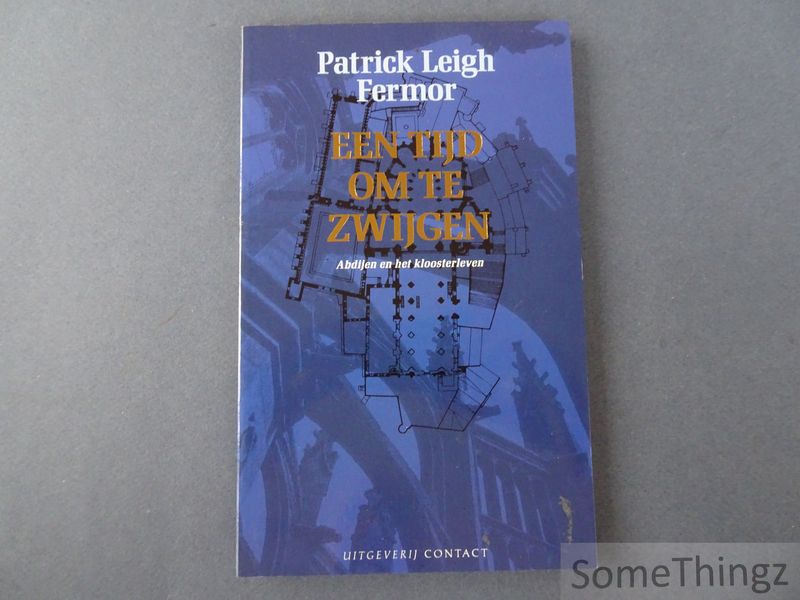 Patrick Leigh
Fermor
EEN TIJD
OM TE
ZWIJGEN
Abdijen en het kloosterleven
UITGEVERIJ CONTACT
SomeThingz